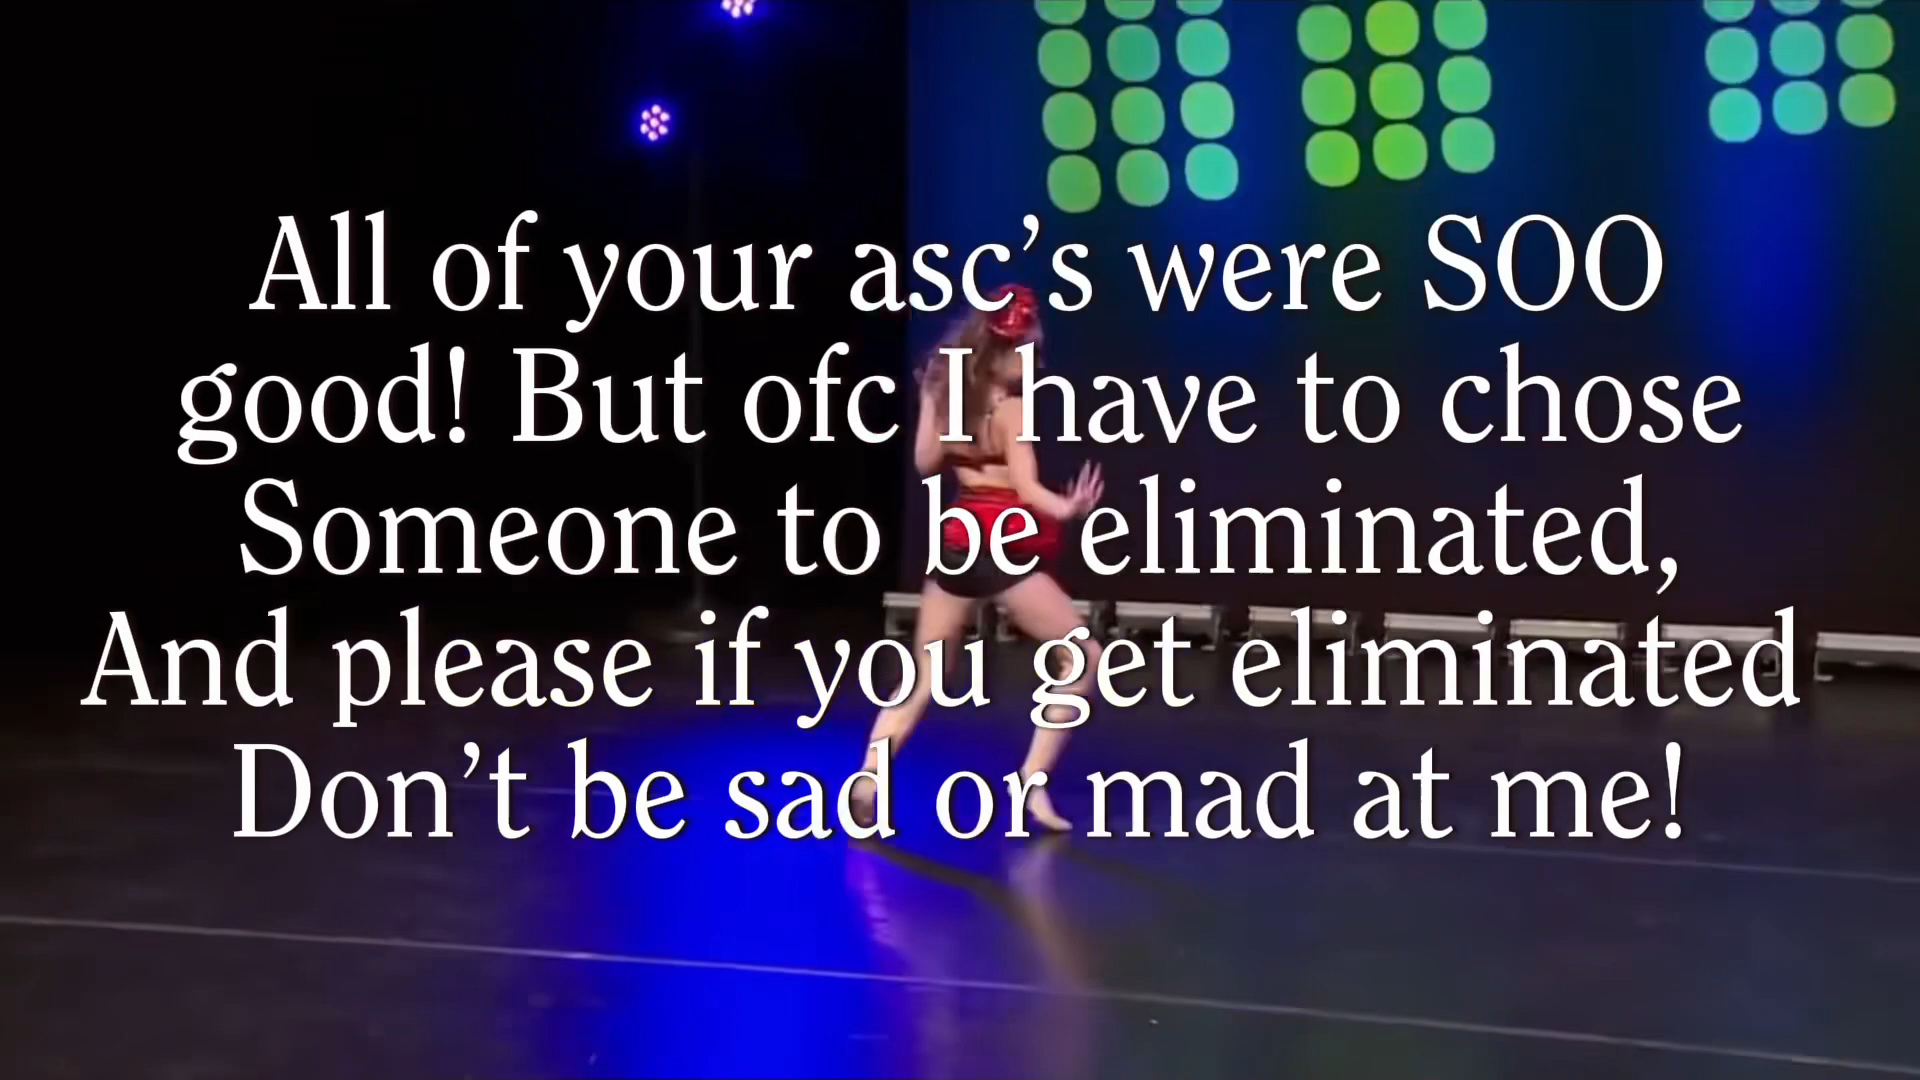 All of your asc's were SOO
good! But ofc I have to chose
Someone to be eliminated,
And please if you get eliminated
Don't be sad or mad at me!